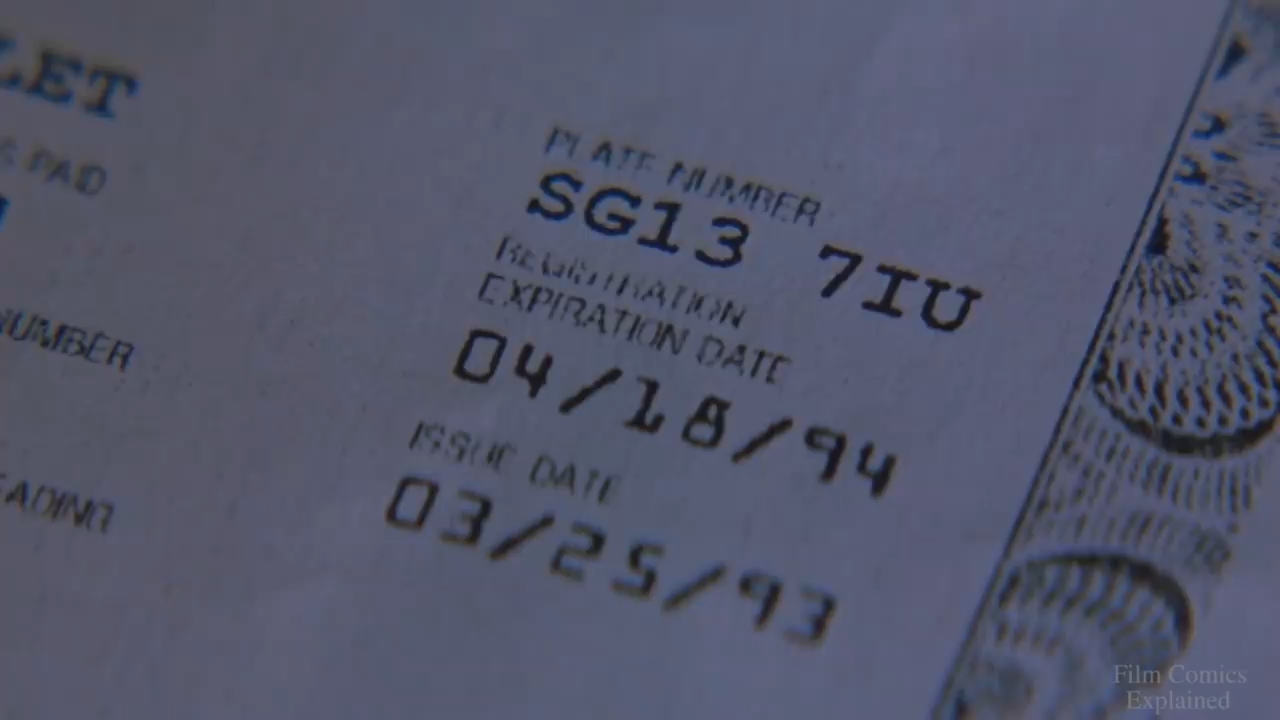 LET
PAID
NUMBER
EADING
PLATE NUMBER
SG13 7IU
REGISTRATION
EXPIRATION DATE
04/18/94
ISSUE DATE
03/25/93
Film Comics
Explained